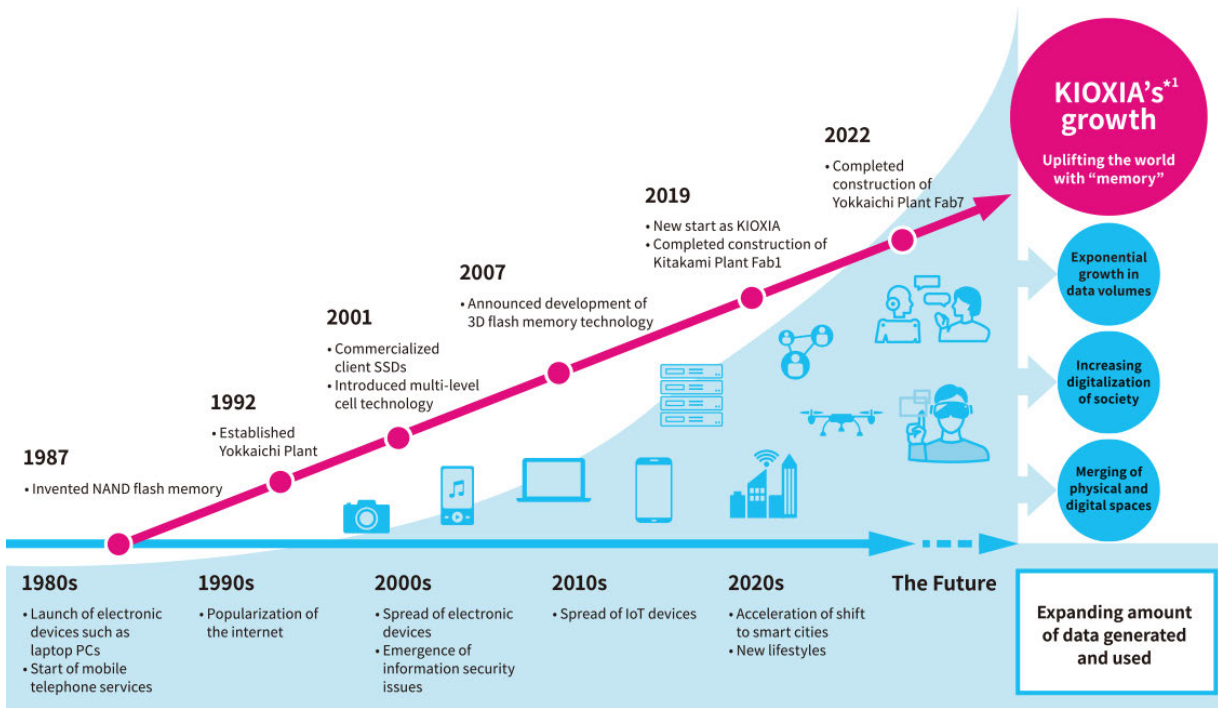 KIOXIA's★1
growth
Uplifting the world
with “memory”
2022
• Completed
construction of
Yokkaichi Plant Fab7
2019
• New start as KIOXIA
• Completed construction of
Kitakami Plant Fab1
2007
• Announced development of
3D flash memory technology
2001
• Commercialized
client SSDs
• Introduced multi-level
cell technology
1992
• Established
Yokkaichi Plant
1987
• Invented NAND flash memory
Exponential
growth in
data volumes
Increasing
digitalization
of society
Merging of
physical and
digital spaces
1980s
• Launch of electronic
devices such as
laptop PCs
• Start of mobile
telephone services
1990s
• Popularization of
the internet
2000s
• Spread of electronic
devices
• Emergence of
information security
issues
2010s
• Spread of IoT devices
2020s
• Acceleration of shift
to smart cities
• New lifestyles
The Future
Expanding amount
of data generated
and used